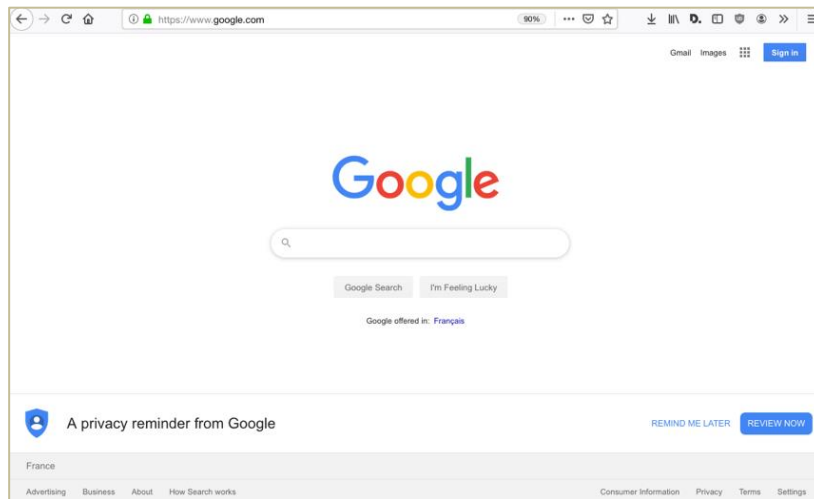 https://www.google.com 90%
Gmail Images Sign in
Google
Google Search I'm Feeling Lucky
Google offered in: Français
A privacy reminder from Google REMIND ME LATER REVIEW NOW
France
Advertising Business About How Search works Consumer Information Privacy Terms Settings